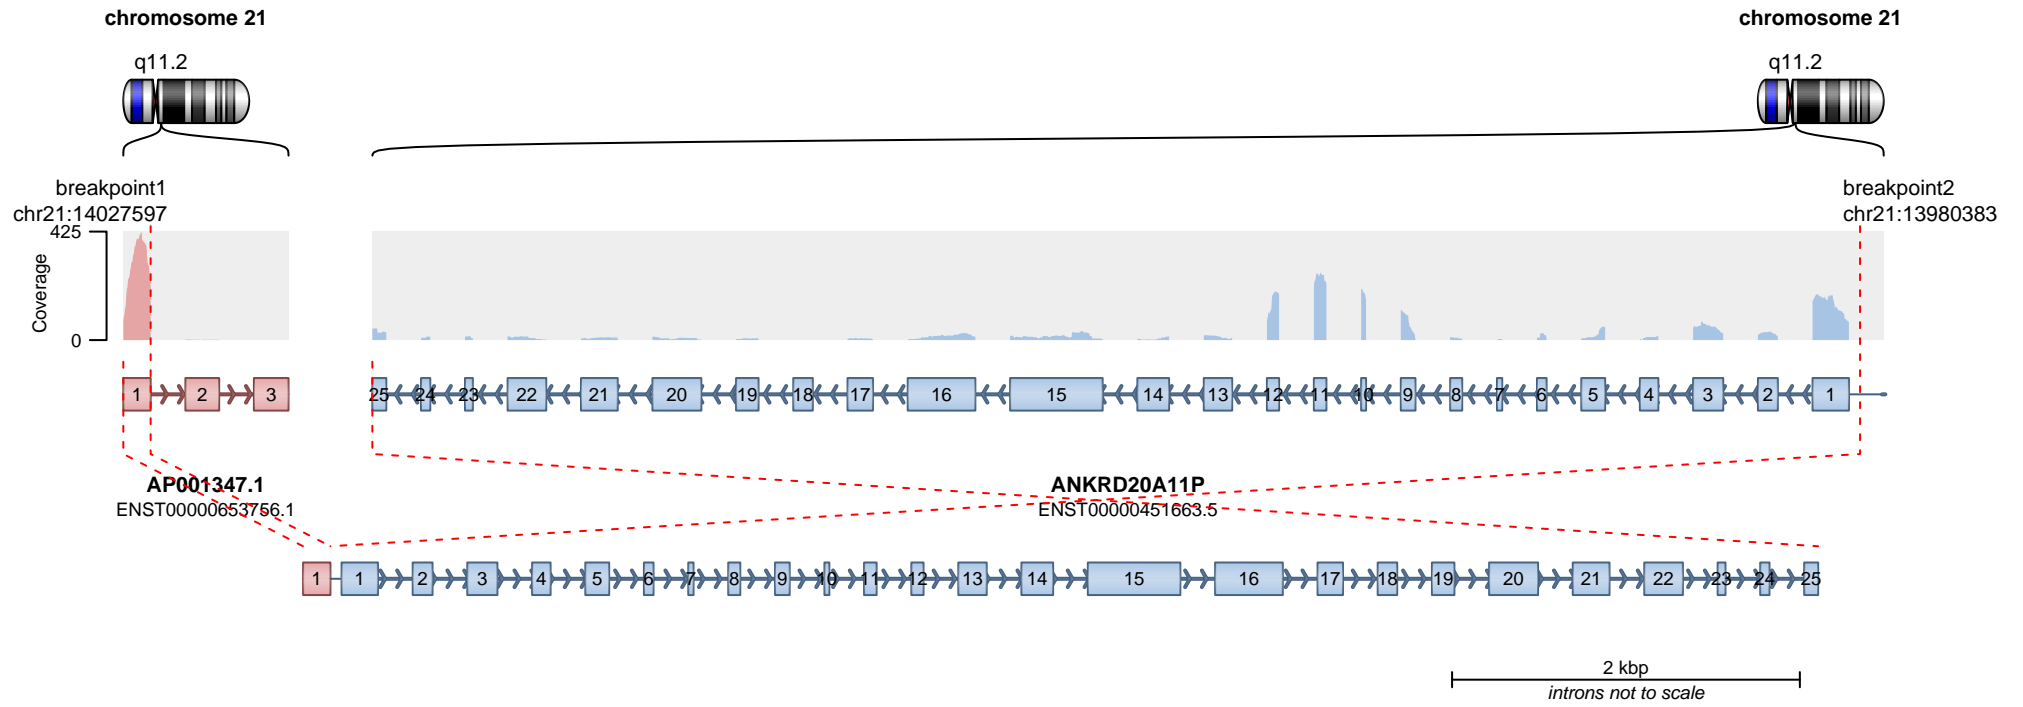 chromosome 21 chromosome 21
q11.2 q11.2
breakpoint1 breakpoint2
chr21:14027597 chr21:13980383
425
Coverage
0
1 2 3 25 24 23 22 21 20 19 18 17 16 15 14 13 12 11 10 9 8 7 6 5 4 3 2 1
AP001347.1 ANKRD20A11P
ENST00000653756.1 ENST00000451663.5
1 1 2 3 4 5 6 7 8 9 10 11 12 13 14 15 16 17 18 19 20 21 22 23 24 25
2 kbp
introns not to scale